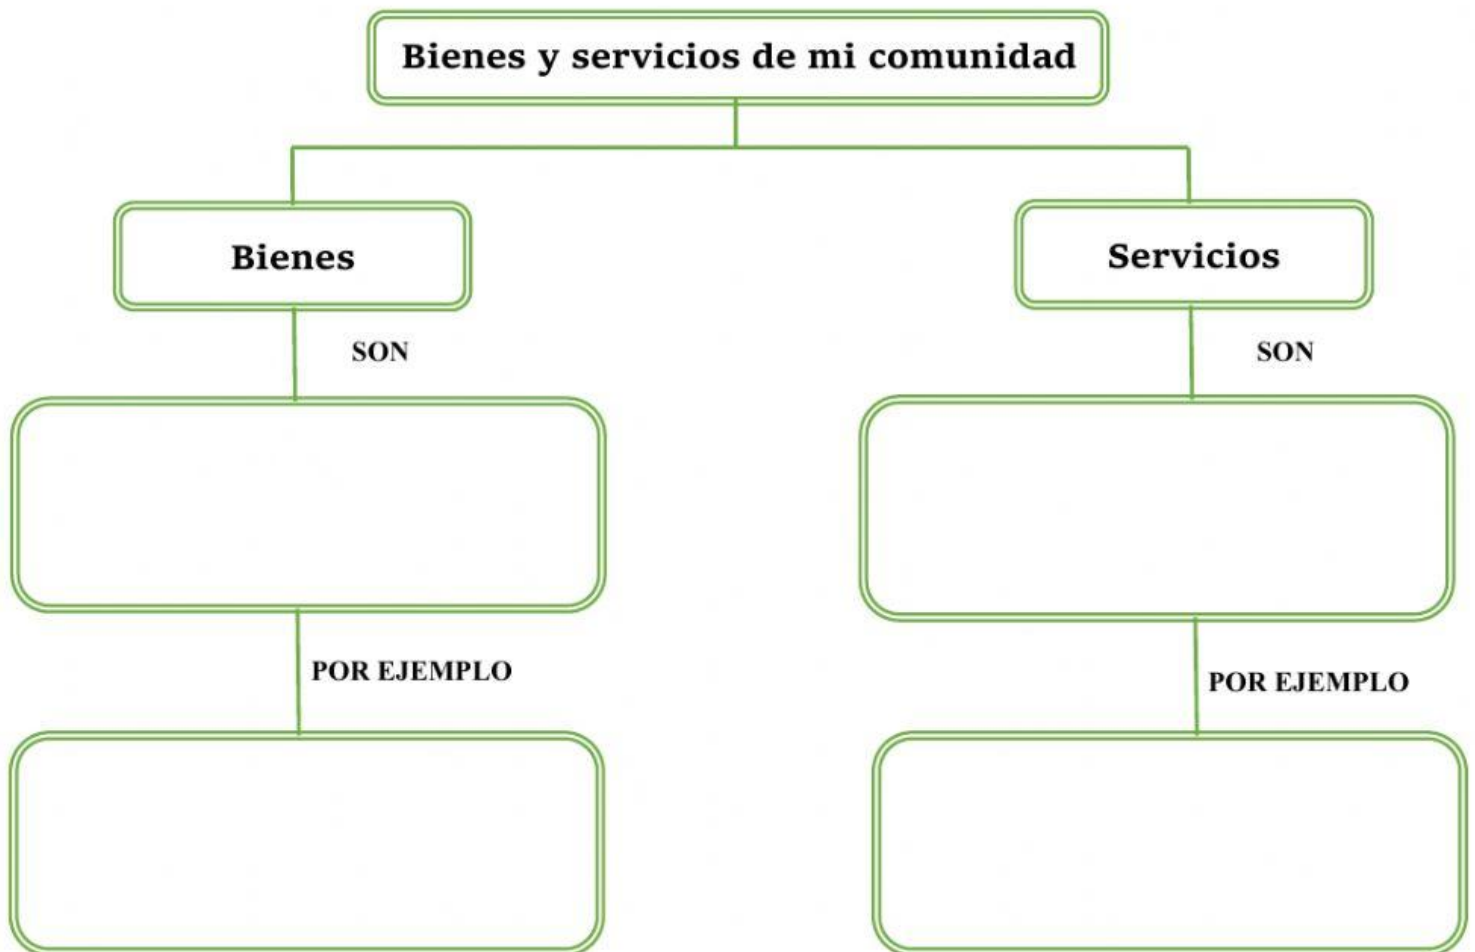 Bienes y servicios de mi comunidad
Bienes
Servicios
SON
SON
POR EJEMPLO
POR EJEMPLO